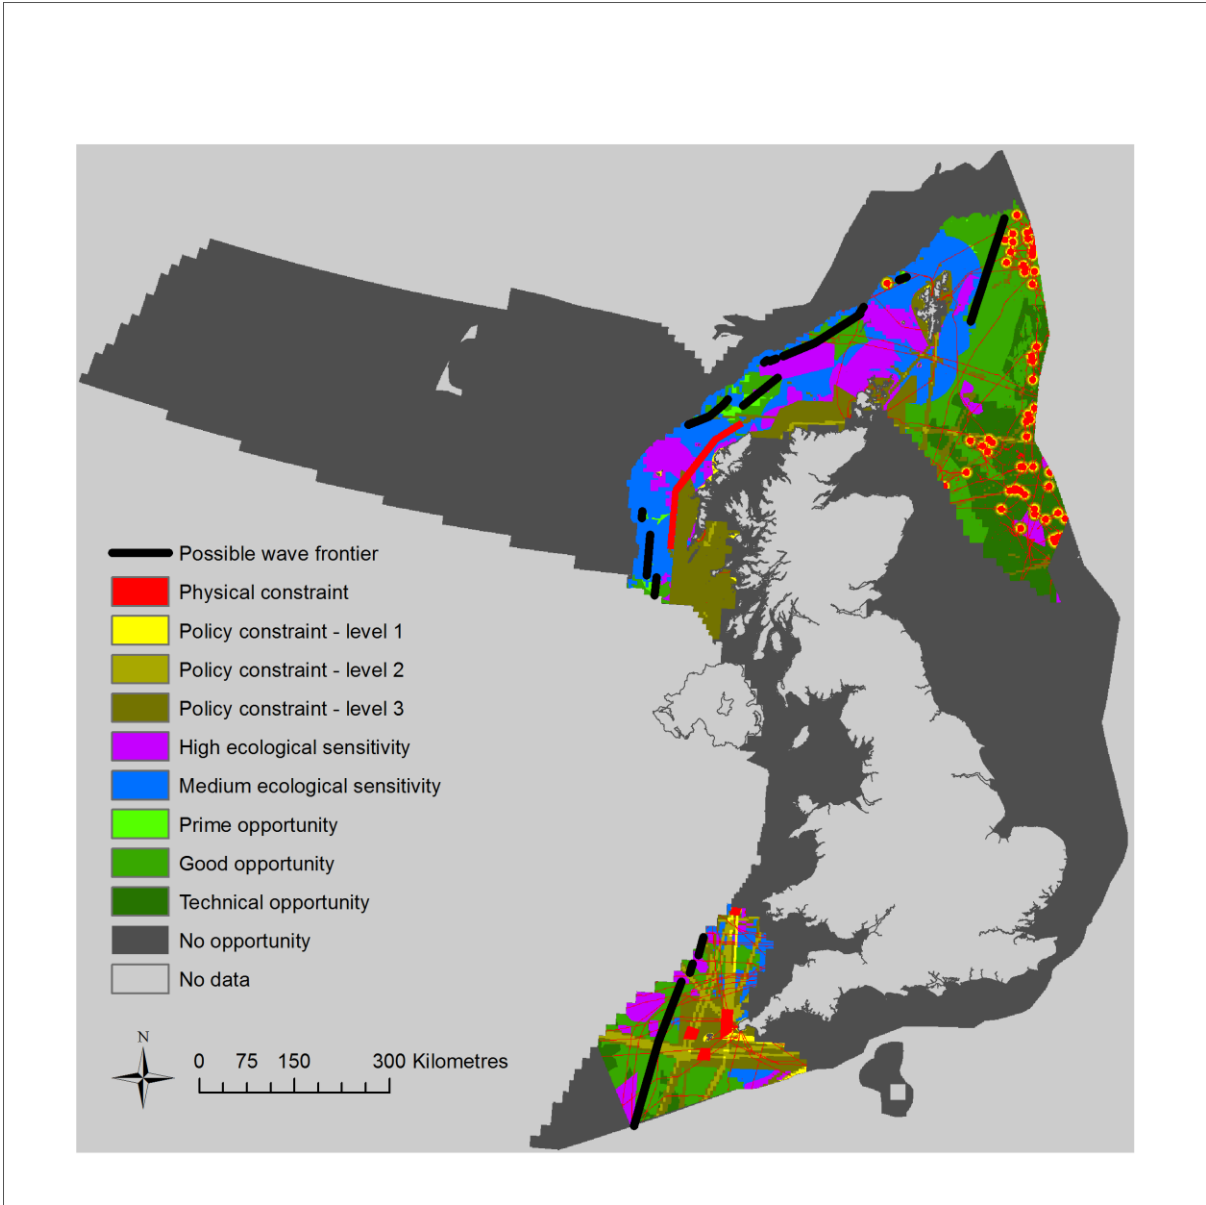 Possible wave frontier
Physical constraint
Policy constraint - level 1
Policy constraint - level 2
Policy constraint - level 3
High ecological sensitivity
Medium ecological sensitivity
Prime opportunity
Good opportunity
Technical opportunity
No opportunity
No data
N
0 75 150 300 Kilometres